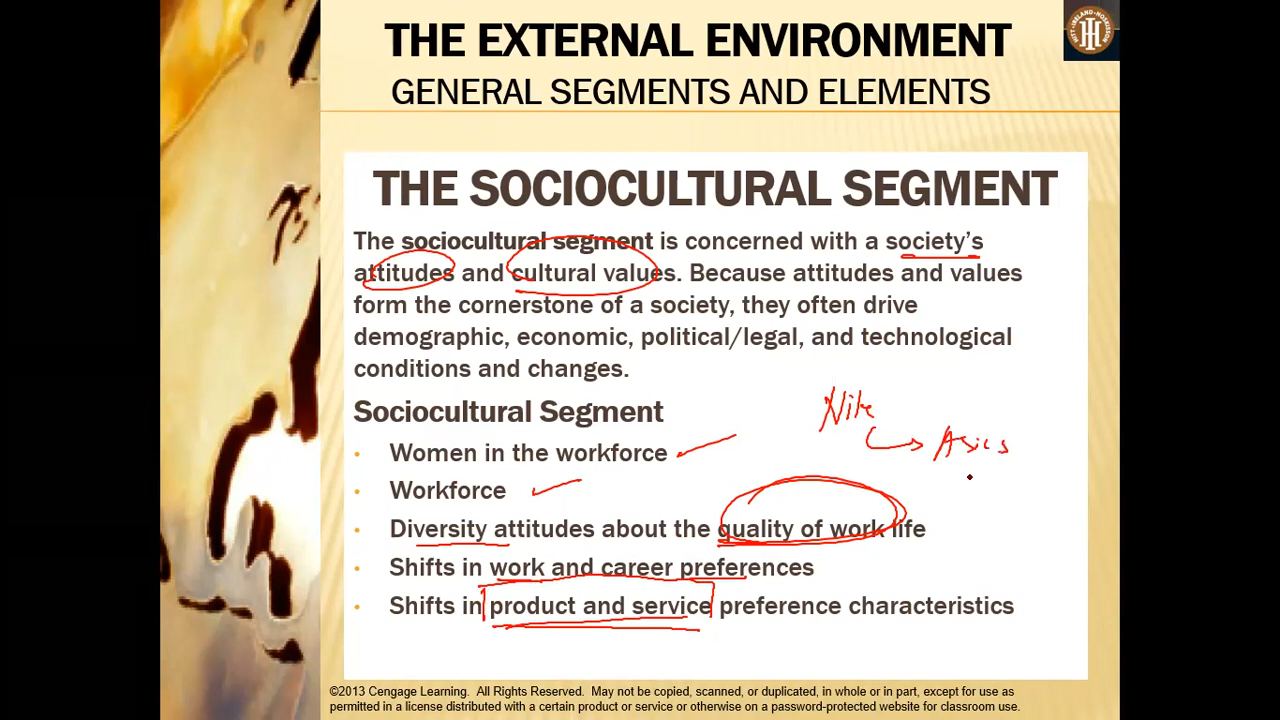 THE EXTERNAL ENVIRONMENT
GENERAL SEGMENTS AND ELEMENTS
HITT · IRELAND · HOSKISSON
THE SOCIOCULTURAL SEGMENT
The sociocultural segment is concerned with a society's
attitudes and cultural values. Because attitudes and values
form the cornerstone of a society, they often drive
demographic, economic, political/legal, and technological
conditions and changes.
Sociocultural Segment
Nike
• Women in the workforce
Asics
• Workforce
• Diversity attitudes about the quality of work life
• Shifts in work and career preferences
• Shifts in product and service preference characteristics
©2013 Cengage Learning. All Rights Reserved. May not be copied, scanned, or duplicated, in whole or in part, except for use as
permitted in a license distributed with a certain product or service or otherwise on a password-protected website for classroom use.